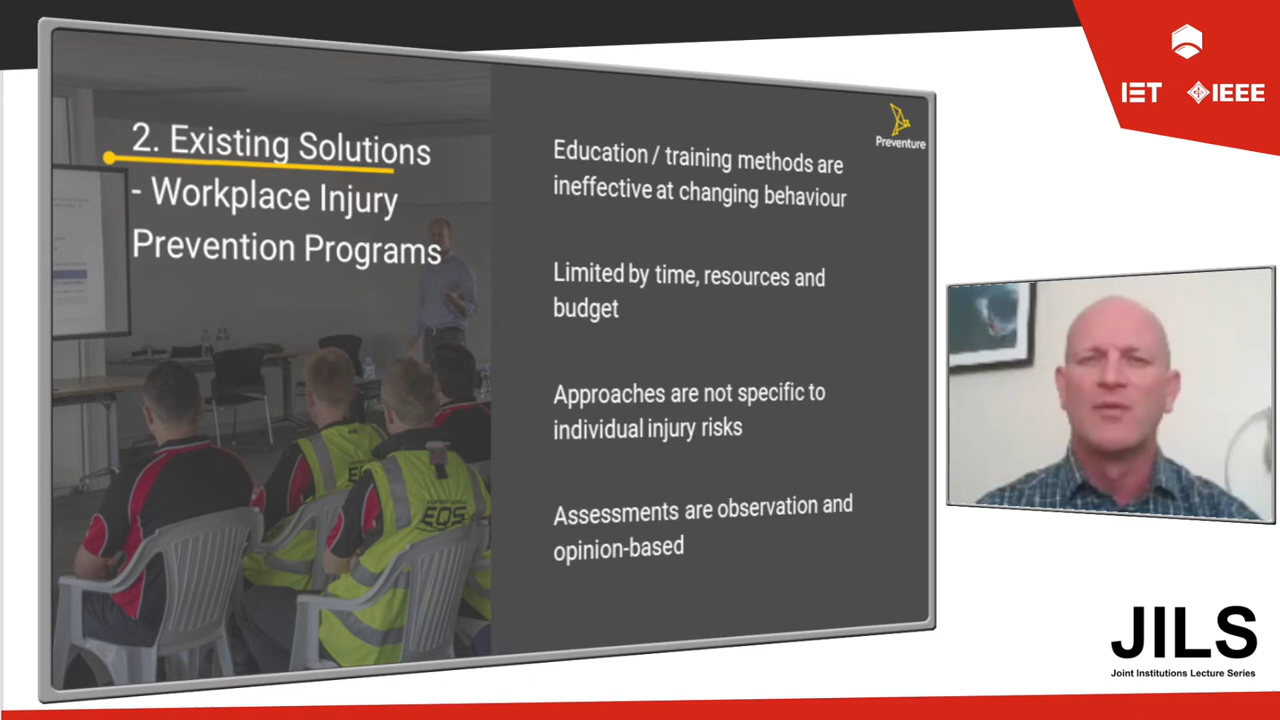 2. Existing Solutions
- Workplace Injury
Prevention Programs
Preventure
Education / training methods are
ineffective at changing behaviour
Limited by time, resources and
budget
Approaches are not specific to
individual injury risks
Assessments are observation and
opinion-based
EQS
IET
IEEE
JILS
Joint Institutions Lecture Series